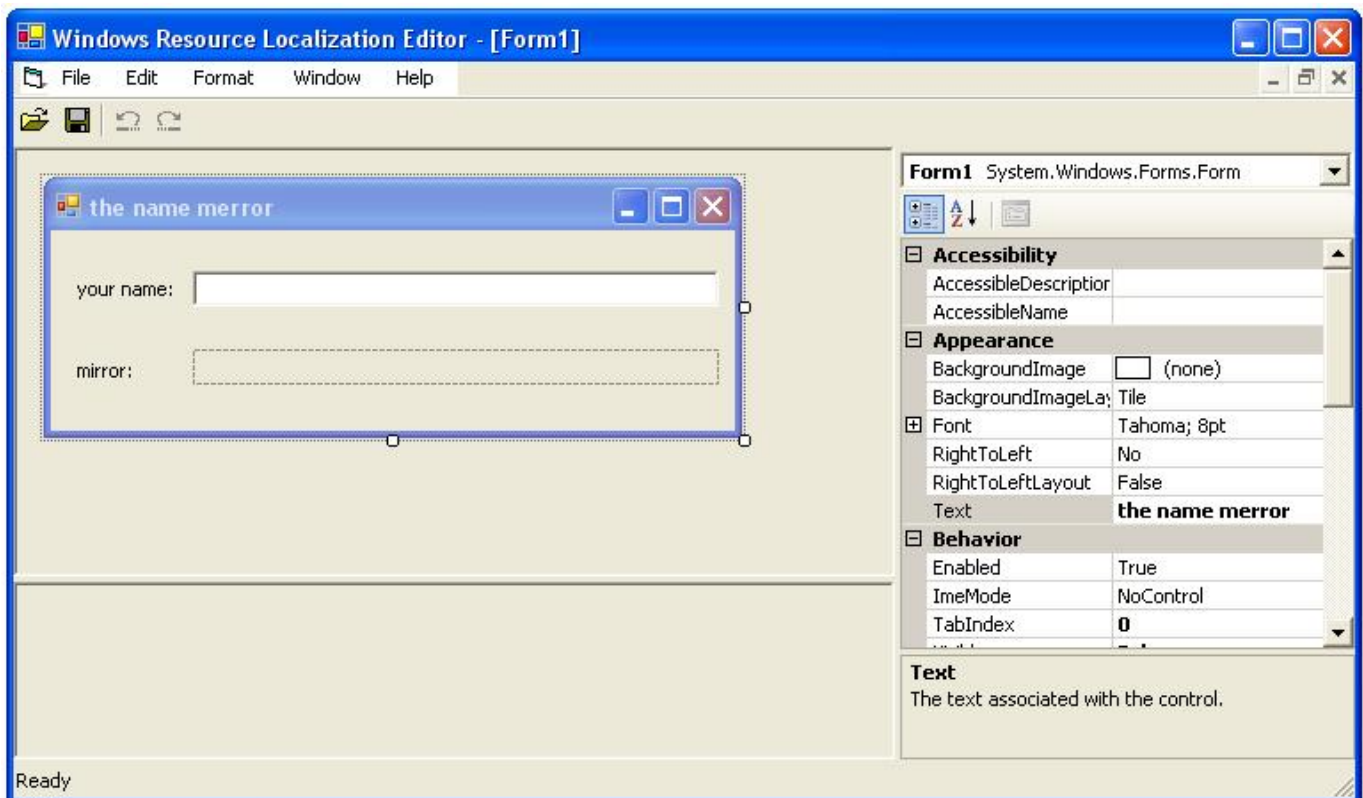 Windows Resource Localization Editor - [Form1]
File Edit Format Window Help
the name merror
your name:
mirror:
Form1 System.Windows.Forms.Form
Accessibility
AccessibleDescription
AccessibleName
Appearance
BackgroundImage (none)
BackgroundImageLay Tile
Font Tahoma; 8pt
RightToLeft No
RightToLeftLayout False
Text the name merror
Behavior
Enabled True
ImeMode NoControl
TabIndex 0
Text
The text associated with the control.
Ready